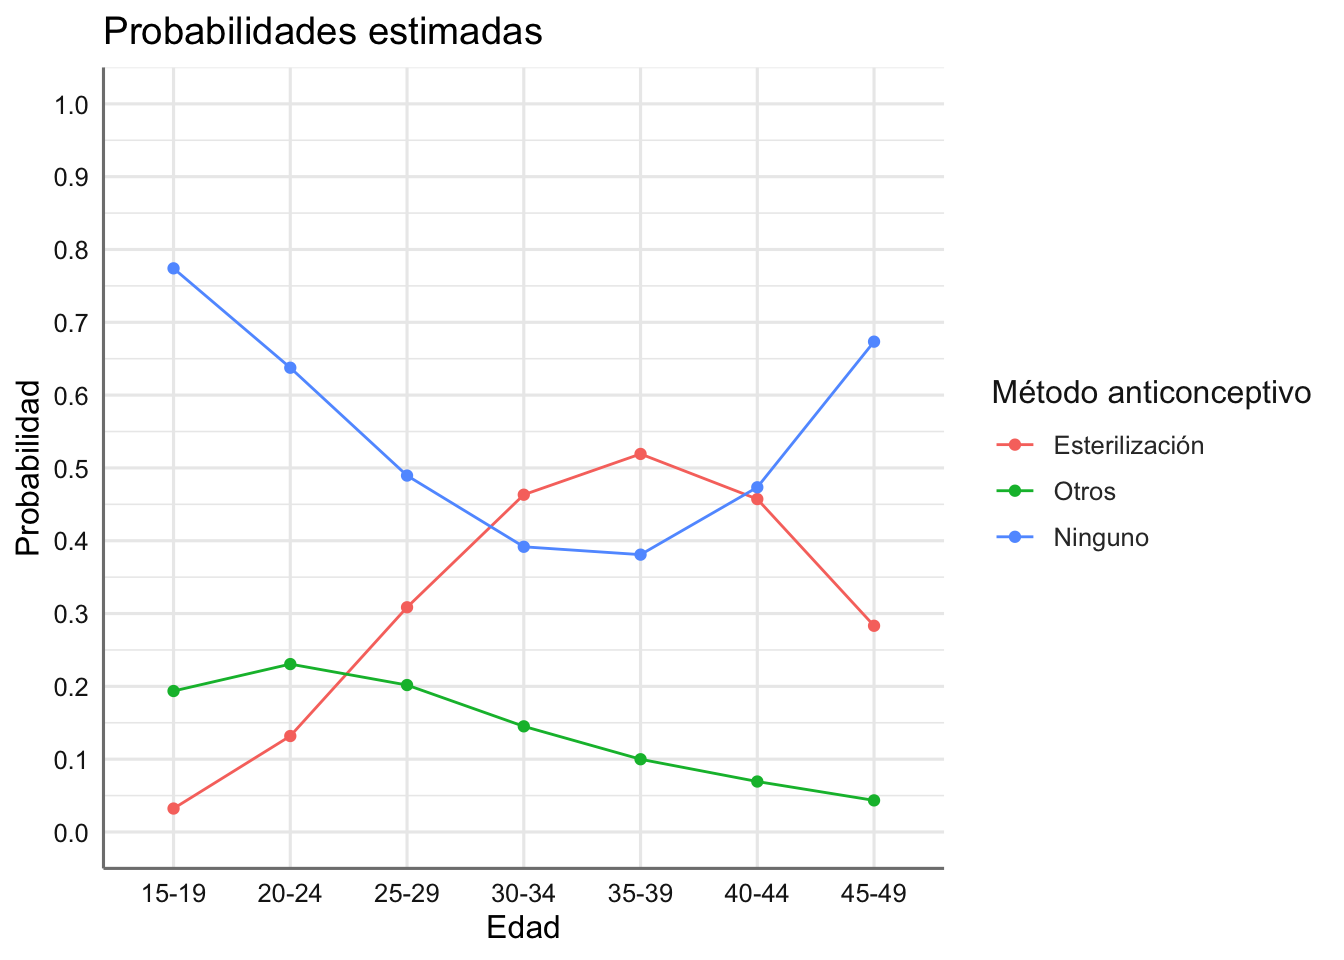 Probabilidades estimadas
1.0
0.9
0.8
0.7
0.6
0.5
0.4
0.3
0.2
0.1
0.0
Probabilidad
15-19 20-24 25-29 30-34 35-39 40-44 45-49
Edad
Método anticonceptivo
Esterilización
Otros
Ninguno